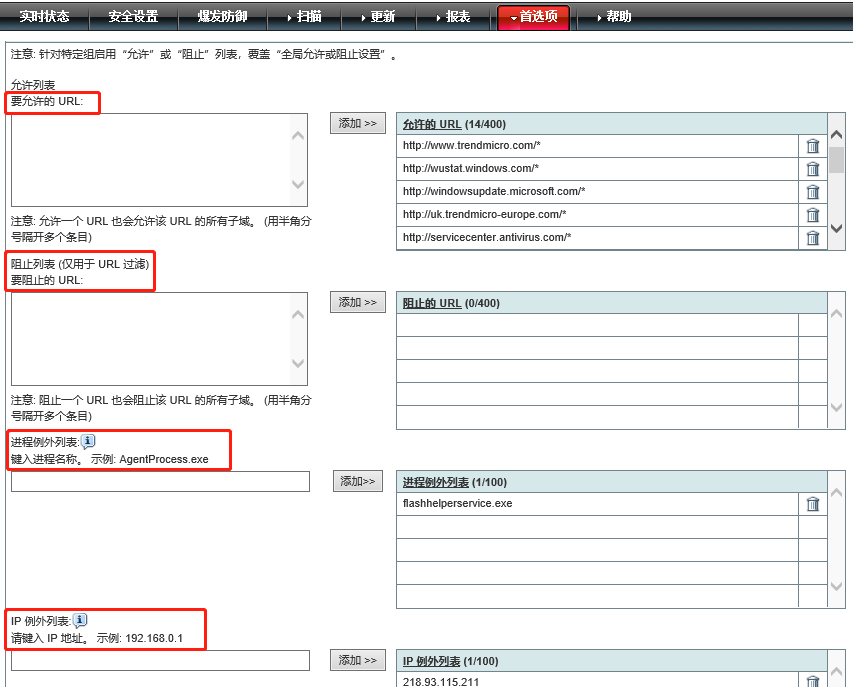 实时状态 安全设置 爆发防御 扫描 更新 报表 首选项 帮助
注意: 针对特定组启用“允许”或“阻止”列表，覆盖“全局允许或阻止设置”。
允许列表
要允许的 URL:
添加 >>
允许的 URL (14/400)
http://www.trendmicro.com/*
http://wustat.windows.com/*
http://windowsupdate.microsoft.com/*
http://uk.trendmicro-europe.com/*
http://servicecenter.antivirus.com/*
注意: 允许一个 URL 也会允许该 URL 的所有子域。 (用半角分
号隔开多个条目)
阻止列表 (仅用于 URL 过滤)
要阻止的 URL:
添加 >>
阻止的 URL (0/400)
注意: 阻止一个 URL 也会阻止该 URL 的所有子域。 (用半角分
号隔开多个条目)
进程例外列表:
键入进程名称。 示例: AgentProcess.exe
添加>>
进程例外列表 (1/100)
flashhelperservice.exe
IP 例外列表:
请键入 IP 地址。 示例: 192.168.0.1
添加 >>
IP 例外列表 (1/100)
218.93.115.211